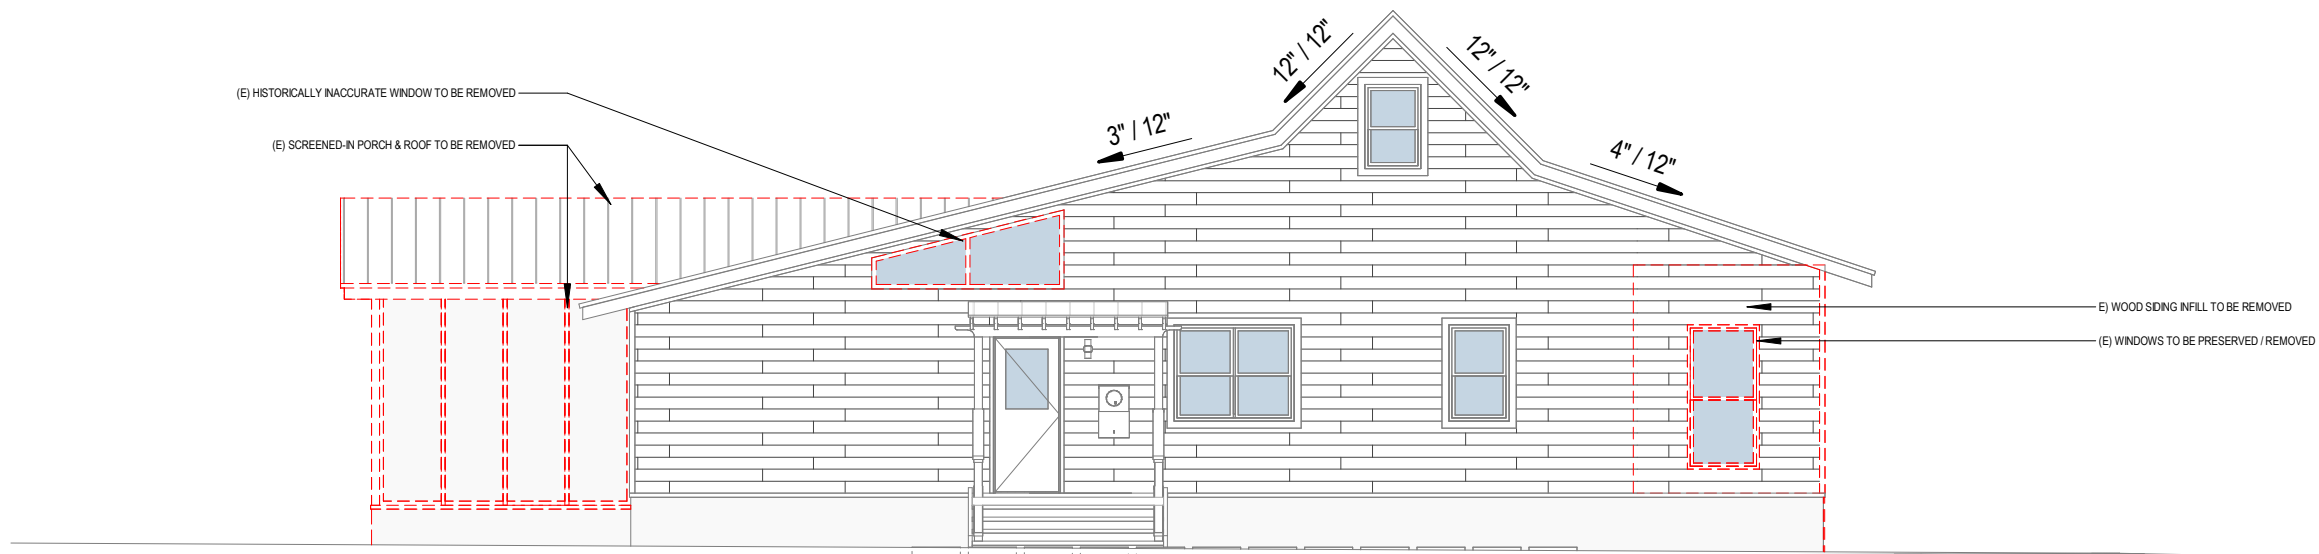 12" / 12"
12" / 12"
(E) HISTORICALLY INACCURATE WINDOW TO BE REMOVED
3" / 12"
(E) SCREENED-IN PORCH & ROOF TO BE REMOVED
4" / 12"
E) WOOD SIDING INFILL TO BE REMOVED
(E) WINDOWS TO BE PRESERVED / REMOVED